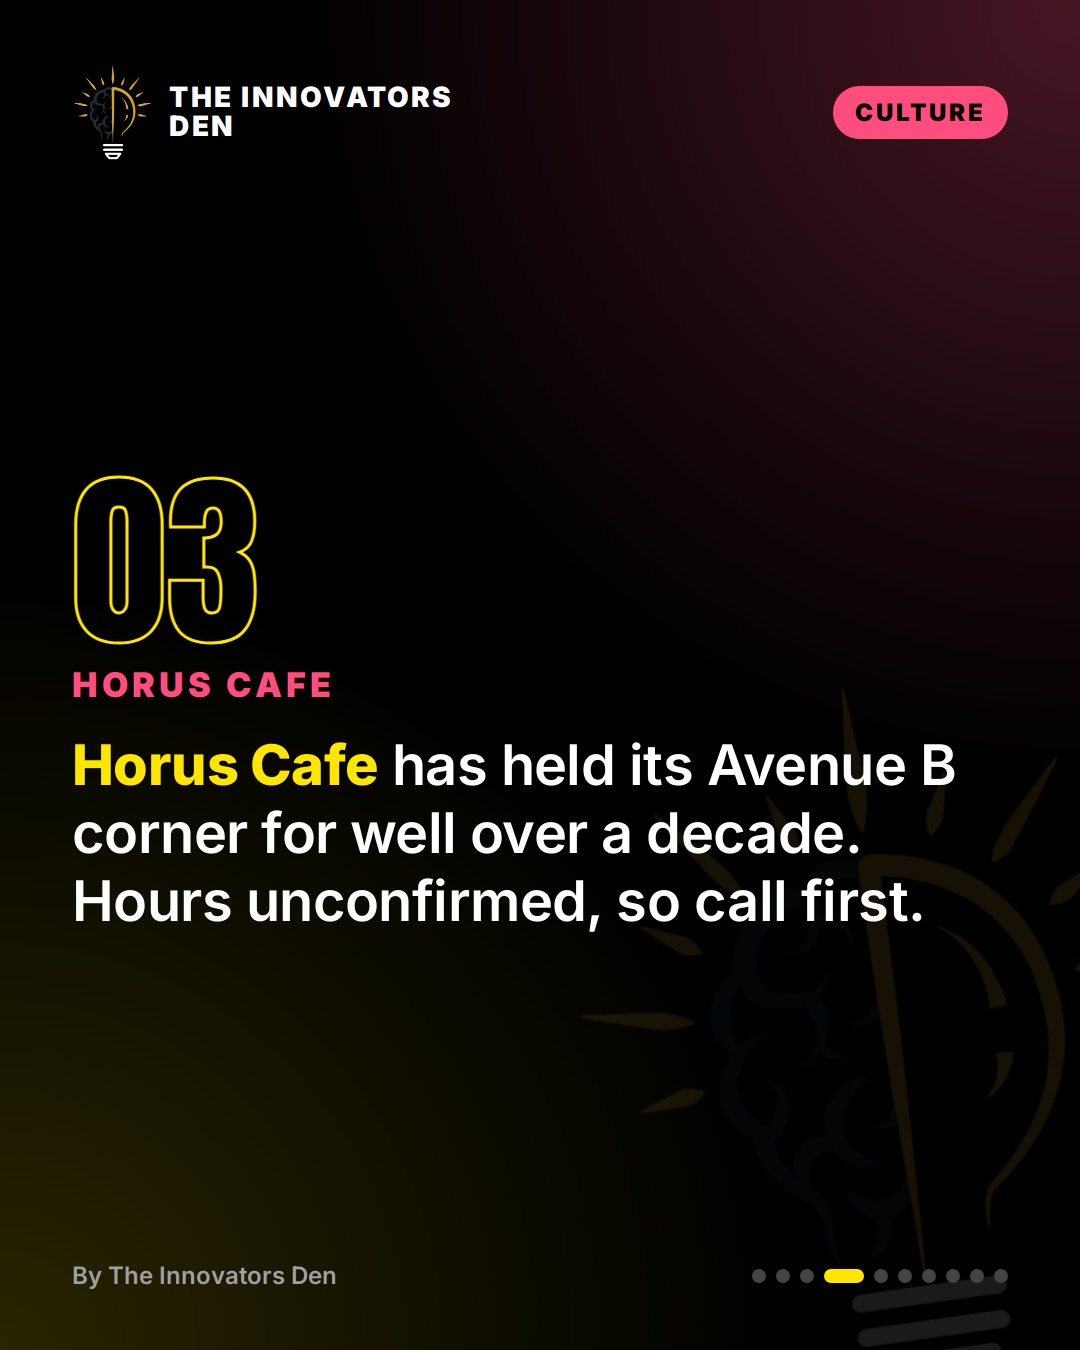 THE INNOVATORS
DEN
CULTURE
03
HORUS CAFE
Horus Cafe has held its Avenue B
corner for well over a decade.
Hours unconfirmed, so call first.
By The Innovators Den